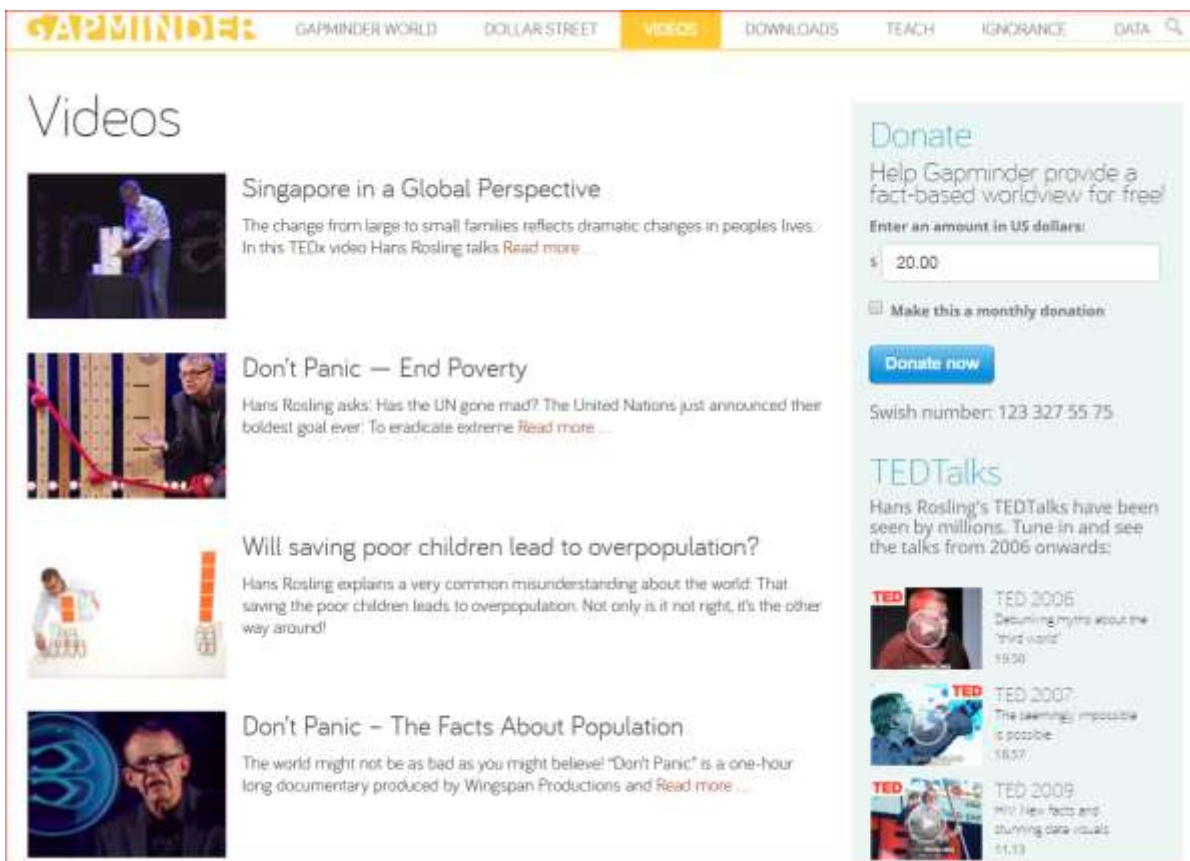 GAPMINDER
GAPMINDER WORLD
DOLLAR STREET
VIDEOS
DOWNLOADS
TEACH
IGNORANCE
DATA
Videos
Singapore in a Global Perspective
The change from large to small families reflects dramatic changes in peoples lives.
In this TEDx video Hans Rosling talks Read more ...
Don't Panic — End Poverty
Hans Rosling asks: Has the UN gone mad? The United Nations just announced their
boldest goal ever: To eradicate extreme Read more ...
Will saving poor children lead to overpopulation?
Hans Rosling explains a very common misunderstanding about the world: That
saving the poor children leads to overpopulation. Not only is it not right, it's the other
way around!
Don't Panic – The Facts About Population
The world might not be as bad as you might believe! "Don't Panic" is a one-hour
long documentary produced by Wingspan Productions and Read more ...
Donate
Help Gapminder provide a
fact-based worldview for free!
Enter an amount in US dollars:
$ 20.00
Make this a monthly donation
Donate now
Swish number: 123 327 55 75
TEDTalks
Hans Rosling's TEDTalks have been
seen by millions. Tune in and see
the talks from 2006 onwards:
TED
TED 2006
Debunking myths about the
"third world"
19:50
TED
TED 2007
The seemingly impossible
is possible
18:57
TED
TED 2009
HIV: New facts and
stunning data visuals
11:13